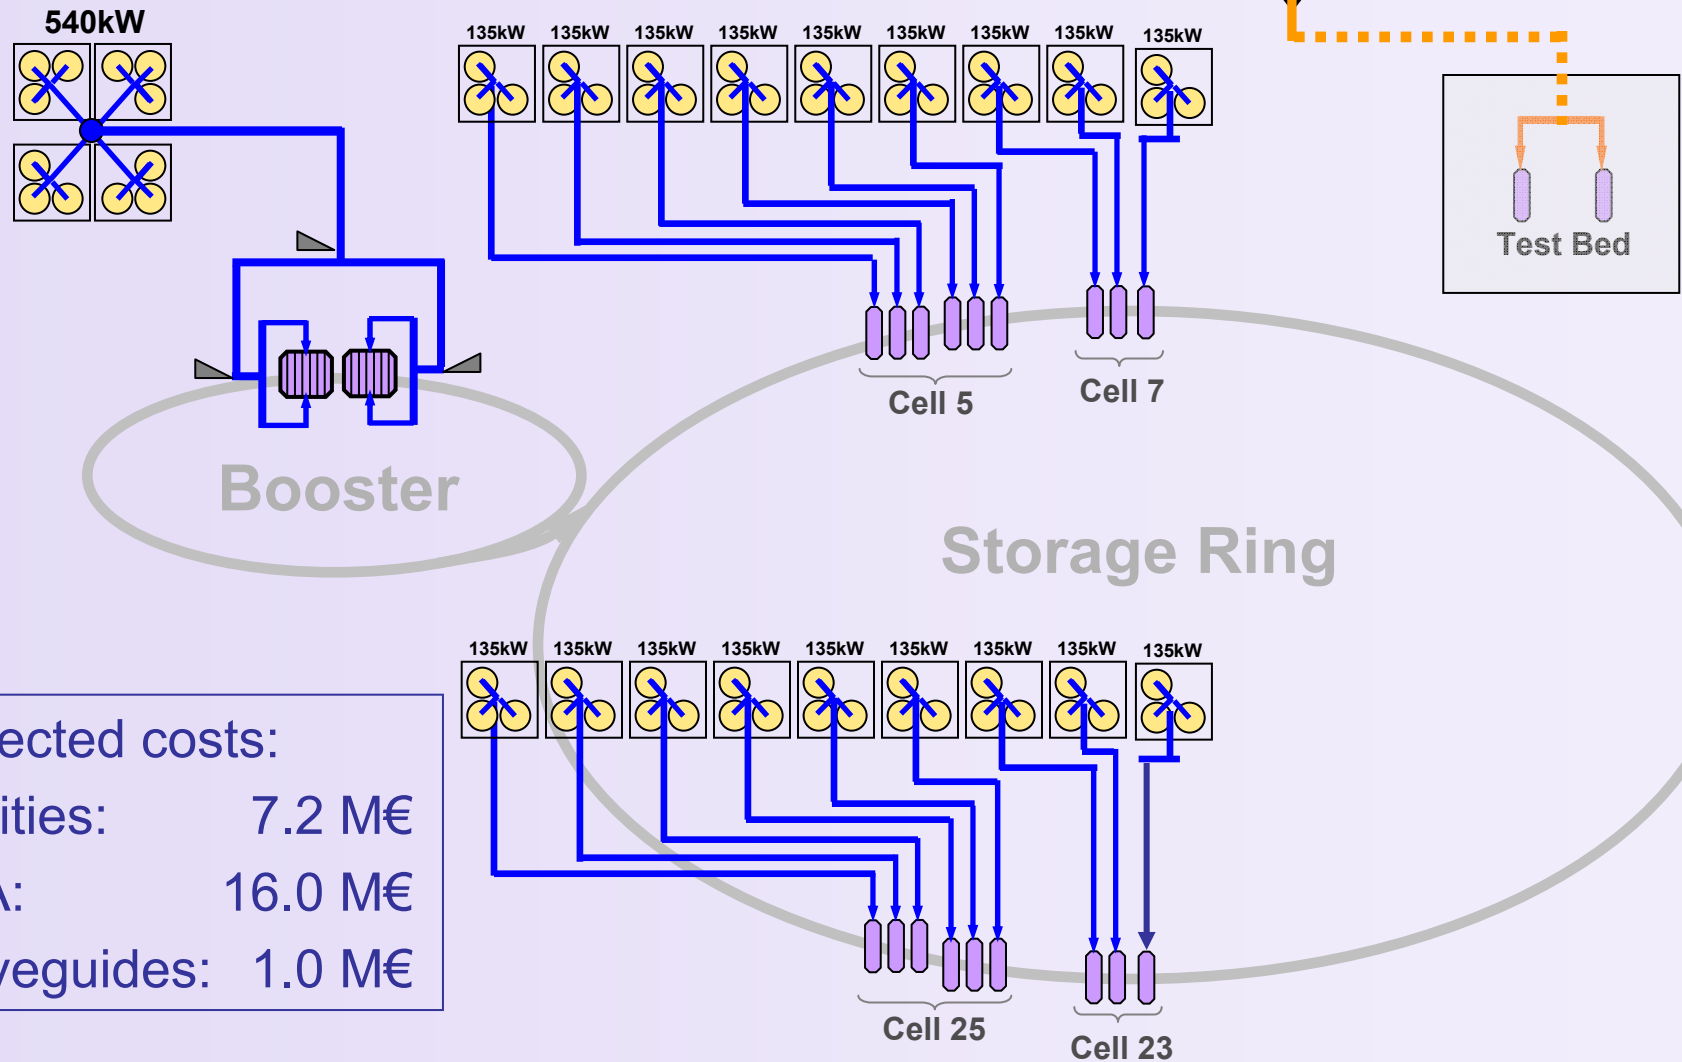 540kW
135kW 135kW 135kW 135kW 135kW 135kW 135kW 135kW 135kW
Test Bed
Cell 5
Cell 7
Booster
Storage Ring
135kW 135kW 135kW 135kW 135kW 135kW 135kW 135kW 135kW
ected costs:
ities: 7.2 M€
A: 16.0 M€
veguides: 1.0 M€
Cell 25
Cell 23